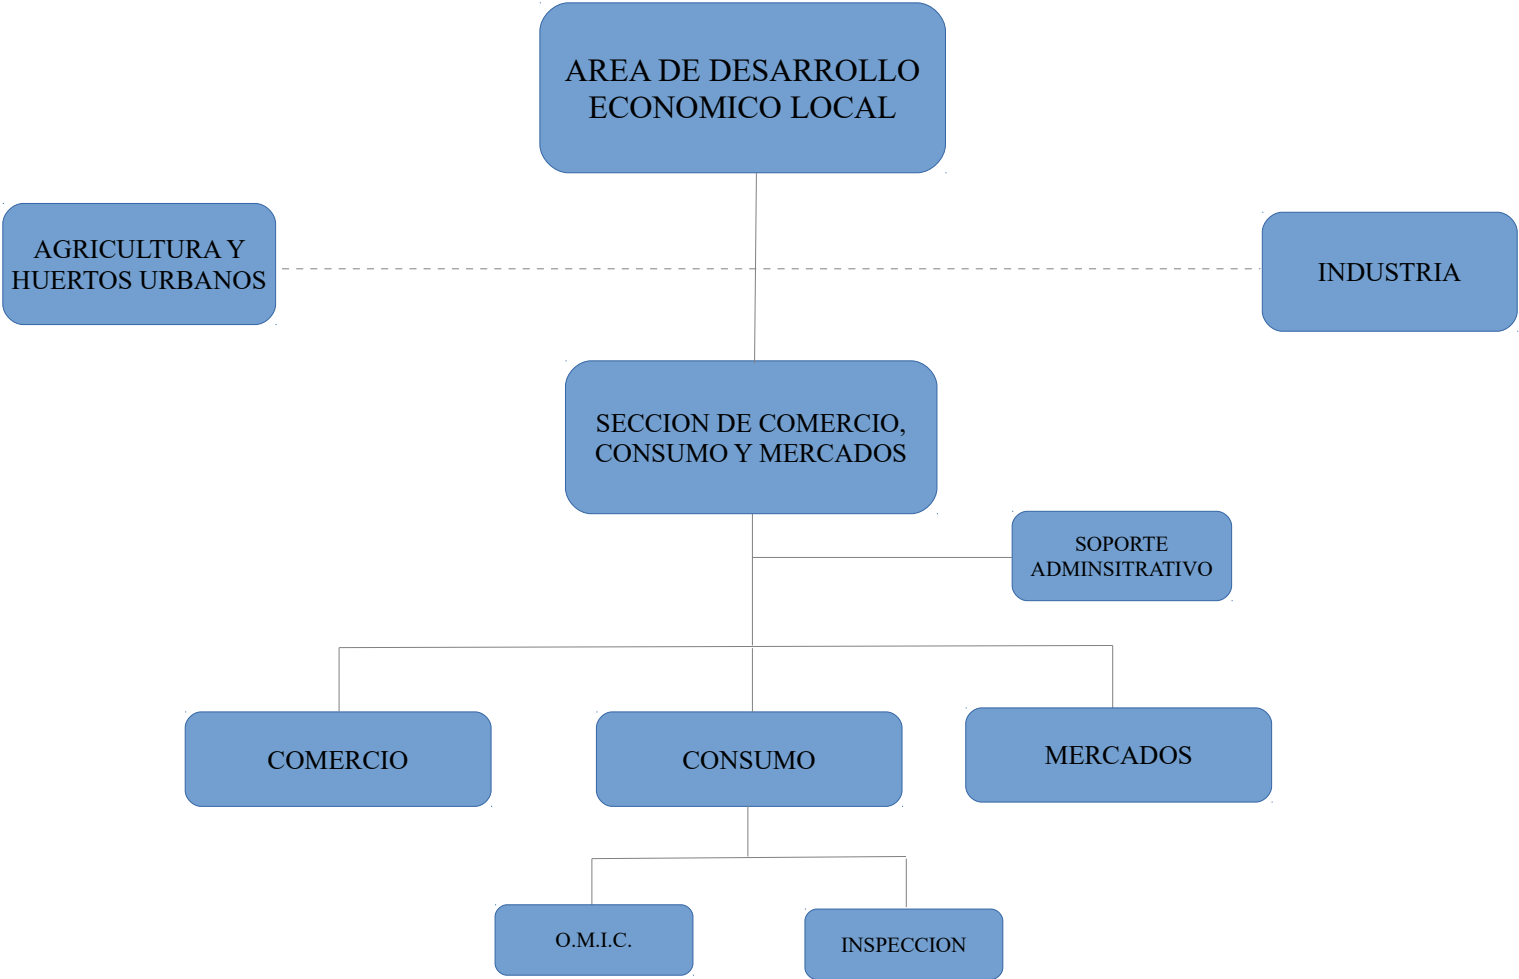 AREA DE DESARROLLO
ECONOMICO LOCAL
AGRICULTURA Y
HUERTOS URBANOS
INDUSTRIA
SECCION DE COMERCIO,
CONSUMO Y MERCADOS
SOPORTE
ADMINSITRATIVO
COMERCIO
CONSUMO
MERCADOS
O.M.I.C.
INSPECCION